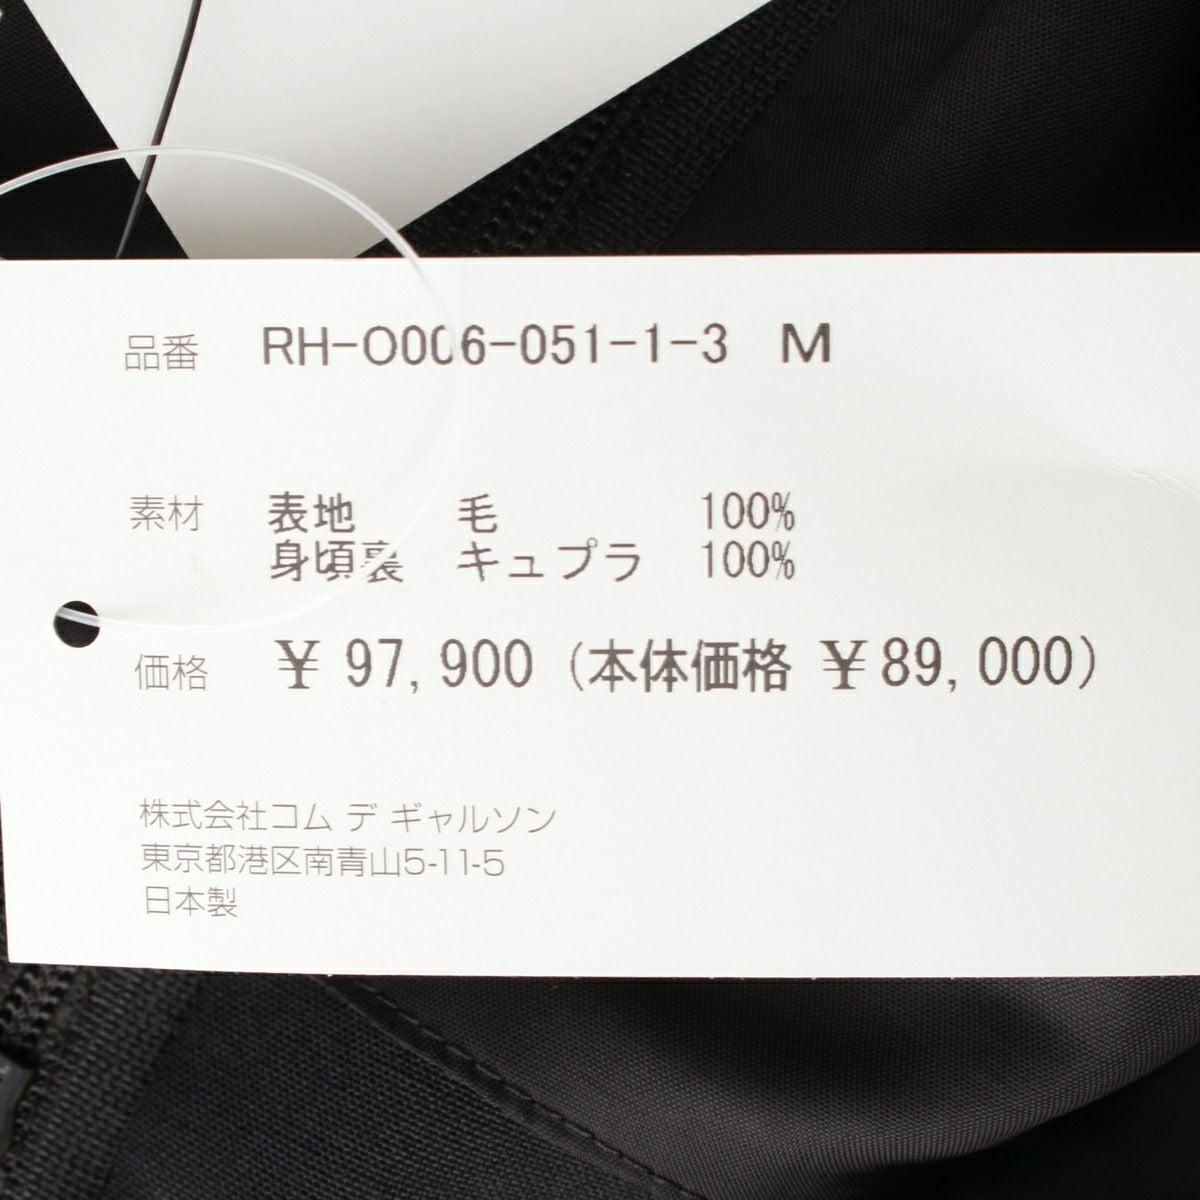 品番 RH-O006-051-1-3 M
素材 表地 毛 100%
身頃裏 キュプラ 100%
価格 ¥ 97,900 (本体価格 ¥89,000)
株式会社コム デ ギャルソン
東京都港区南青山5-11-5
日本製